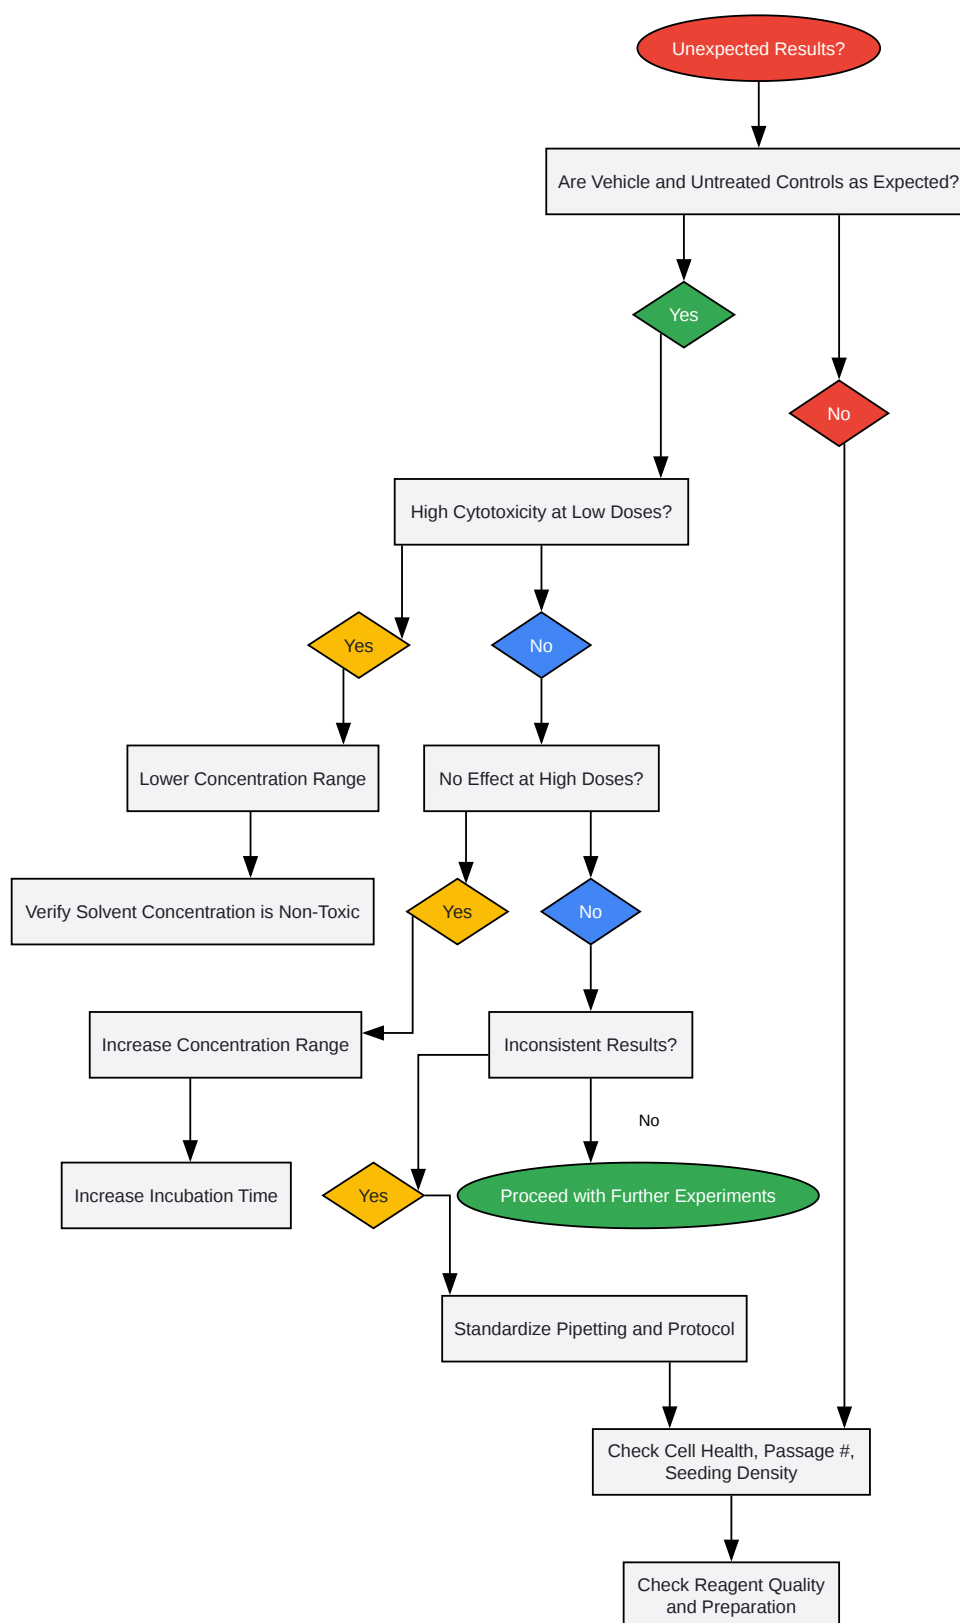 Unexpected Results?
Are Vehicle and Untreated Controls as Expected?
Yes
No
High Cytotoxicity at Low Doses?
Yes
No
Lower Concentration Range
No Effect at High Doses?
Verify Solvent Concentration is Non-Toxic
Yes
No
Increase Concentration Range
Inconsistent Results?
No
Increase Incubation Time
Yes
Proceed with Further Experiments
Standardize Pipetting and Protocol
Check Cell Health, Passage #,
Seeding Density
Check Reagent Quality
and Preparation